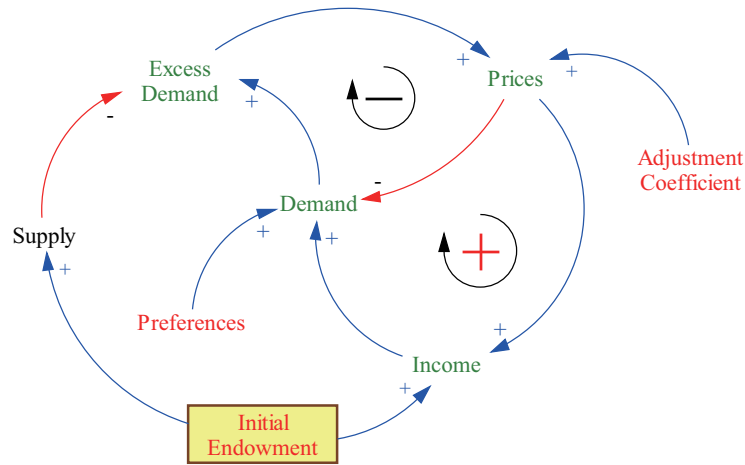 Excess
Demand
+
+
-
Prices
+
-
Adjustment
Coefficient
-
Demand
+
+
+
Supply
+
Preferences
+
Income
+
Initial
Endowment